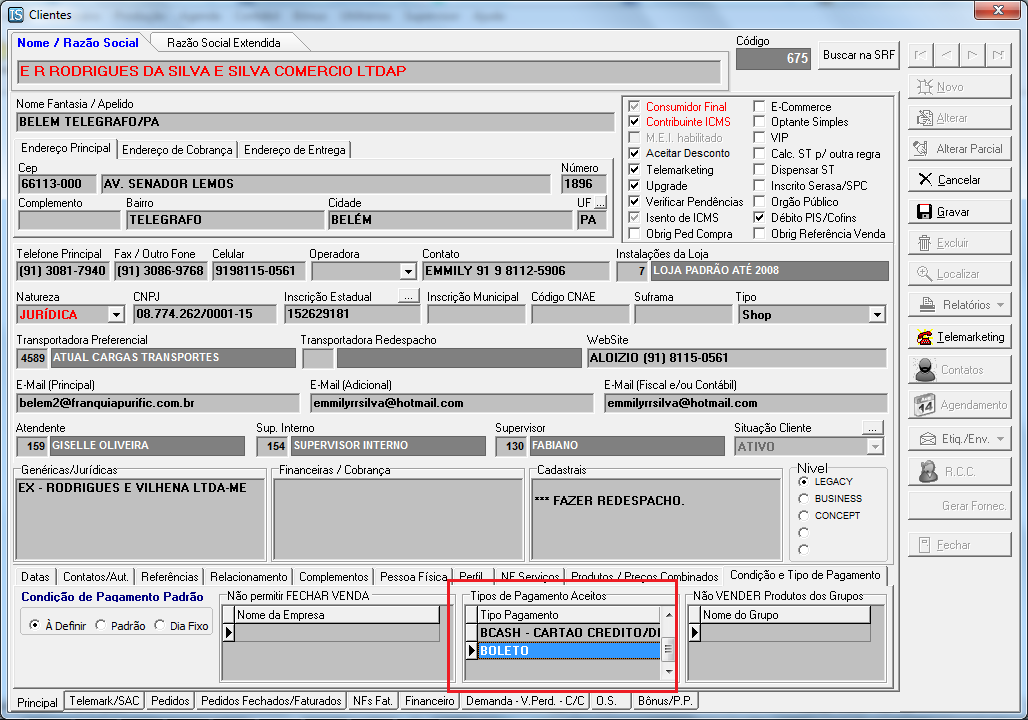 Clientes
Nome / Razão Social
Razão Social Extendida
Código
675
Buscar na SRF
E R RODRIGUES DA SILVA E SILVA COMERCIO LTDAP
Nome Fantasia / Apelido
BELEM TELEGRAFO/PA
Consumidor Final
Contribuinte ICMS
M.E.I. habilitado
Aceitar Desconto
Telemarketing
Upgrade
Verificar Pendências
Isento de ICMS
Obrig Ped Compra
E-Commerce
Optante Simples
VIP
Calc. ST p/ outra regra
Dispensar ST
Inscrito Serasa/SPC
Orgão Público
Débito PIS/Cofins
Obrig Referência Venda
Endereço Principal
Endereço de Cobrança
Endereço de Entrega
Cep
Número
66113-000
AV. SENADOR LEMOS
1896
Complemento
Bairro
Cidade
UF ...
TELEGRAFO
BELÉM
PA
Telefone Principal
Fax / Outro Fone
Celular
Operadora
Contato
Instalações da Loja
(91) 3081-7940
(91) 3086-9768
9198115-0561
EMMILY 91 9 8112-5906
7
LOJA PADRÃO ATÉ 2008
Natureza
CNPJ
Inscrição Estadual
...
Inscrição Municipal
Código CNAE
Suframa
Tipo
JURÍDICA
08.774.262/0001-15
152629181
Shop
Transportadora Preferencial
Transportadora Redespacho
WebSite
4589
ATUAL CARGAS TRANSPORTES
ALOIZIO (91) 8115-0561
E-Mail (Principal)
E-Mail (Adicional)
E-Mail (Fiscal e/ou Contábil)
belem2@franquiapurific.com.br
emmilyrrsilva@hotmail.com
emmilyrrsilva@hotmail.com
Atendente
Sup. Interno
Supervisor
Situação Cliente
...
159
GISELLE OLIVEIRA
154
SUPERVISOR INTERNO
130
FABIANO
ATIVO
Genéricas/Jurídicas
Financeiras / Cobrança
Cadastrais
Nivel
EX - RODRIGUES E VILHENA LTDA-ME
*** FAZER REDESPACHO.
LEGACY
BUSINESS
CONCEPT
Datas
Contatos/Aut.
Referências
Relacionamento
Complementos
Pessoa Física
Perfil
NF Serviços
Produtos / Preços Combinados
Condição e Tipo de Pagamento
Condição de Pagamento Padrão
À Definir
Padrão
Dia Fixo
Não permitir FECHAR VENDA
Nome da Empresa
Tipos de Pagamento Aceitos
Tipo Pagamento
BCASH - CARTAO CREDITO/DI
BOLETO
Não VENDER Produtos dos Grupos
Nome do Grupo
Principal
Telemark/SAC
Pedidos
Pedidos Fechados/Faturados
NFs Fat.
Financeiro
Demanda - V.Perd. - C/C
O.S.
Bônus/P.P.
Novo
Alterar
Alterar Parcial
Cancelar
Gravar
Excluir
Localizar
Relatórios
Telemarketing
Contatos
14
Agendamento
Etiq./Env.
R.C.C.
Gerar Fornec.
Fechar